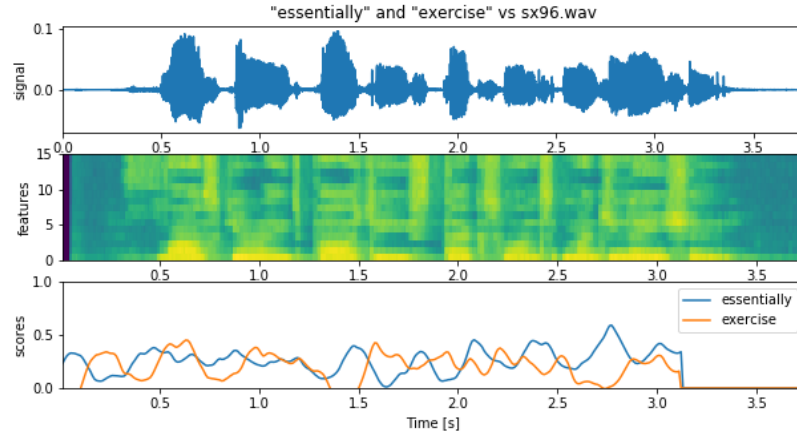 "essentially" and "exercise" vs sx96.wav
0.1
0.0
signal
0.0 0.5 1.0 1.5 2.0 2.5 3.0 3.5
15
10
5
0
features
0.5 1.0 1.5 2.0 2.5 3.0 3.5
1.0
0.5
0.0
scores
essentially
exercise
0.0 0.5 1.0 1.5 2.0 2.5 3.0 3.5
Time [s]